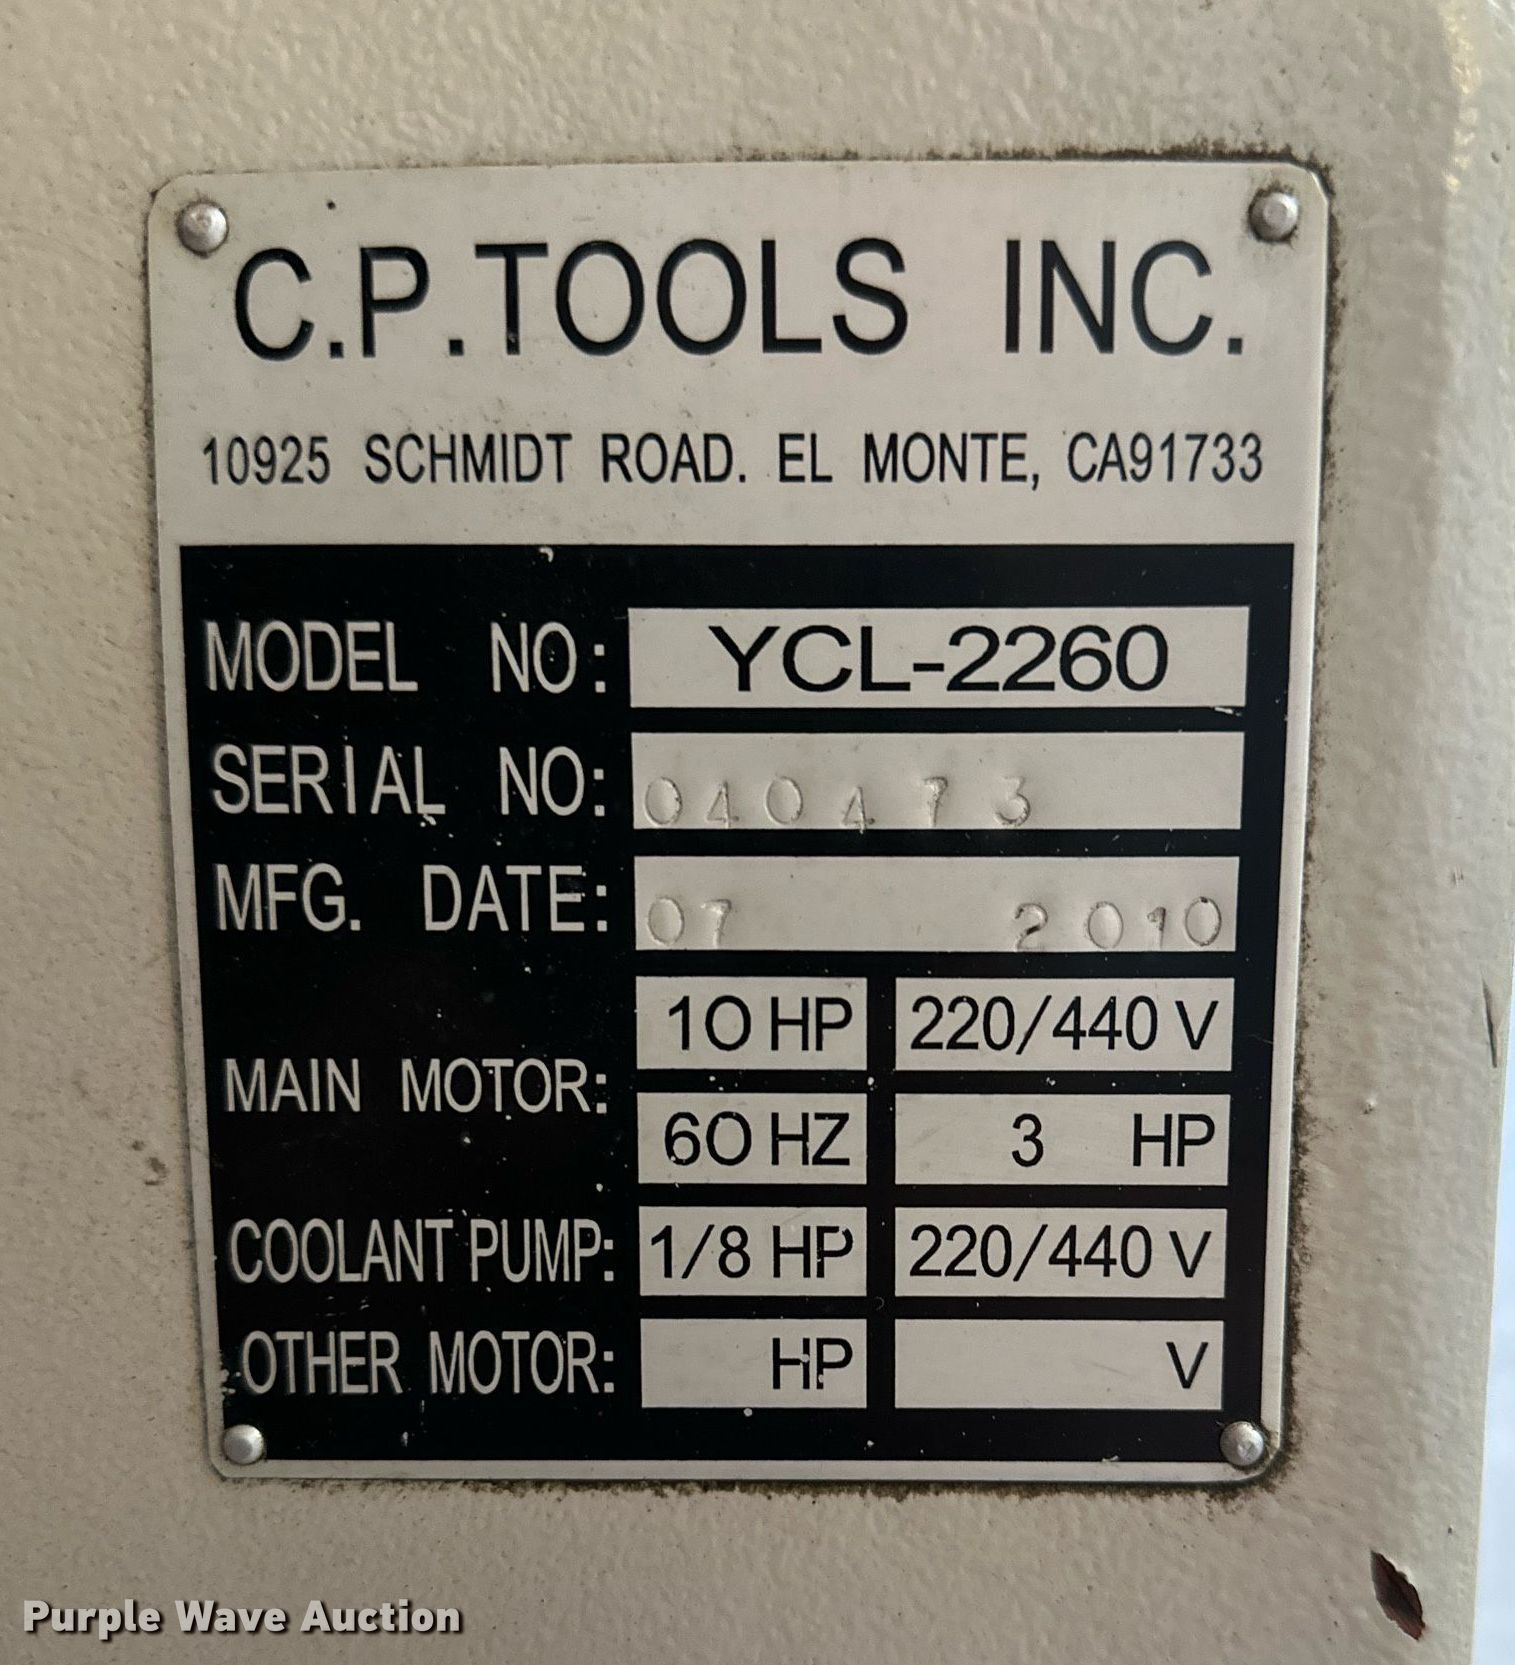 C.P.TOOLS INC.
10925 SCHMIDT ROAD. EL MONTE, CA91733
MODEL NO: YCL-2260
SERIAL NO: 040473
MFG. DATE: 07 2010
MAIN MOTOR: 10 HP 220/440 V
60 HZ 3 HP
COOLANT PUMP: 1/8 HP 220/440 V
OTHER MOTOR: HP V
Purple Wave Auction